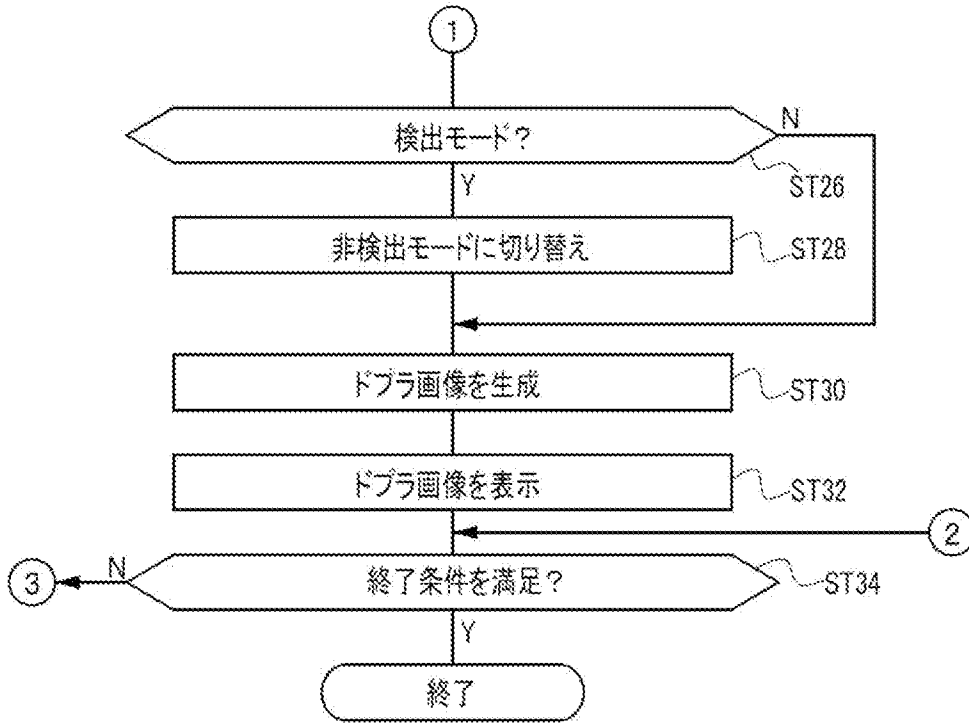 1
検出モード?
N
ST26
Y
非検出モードに切り替え
ST28
ドプラ画像を生成
ST30
ドプラ画像を表示
ST32
2
3
N
終了条件を満足?
ST34
Y
終了